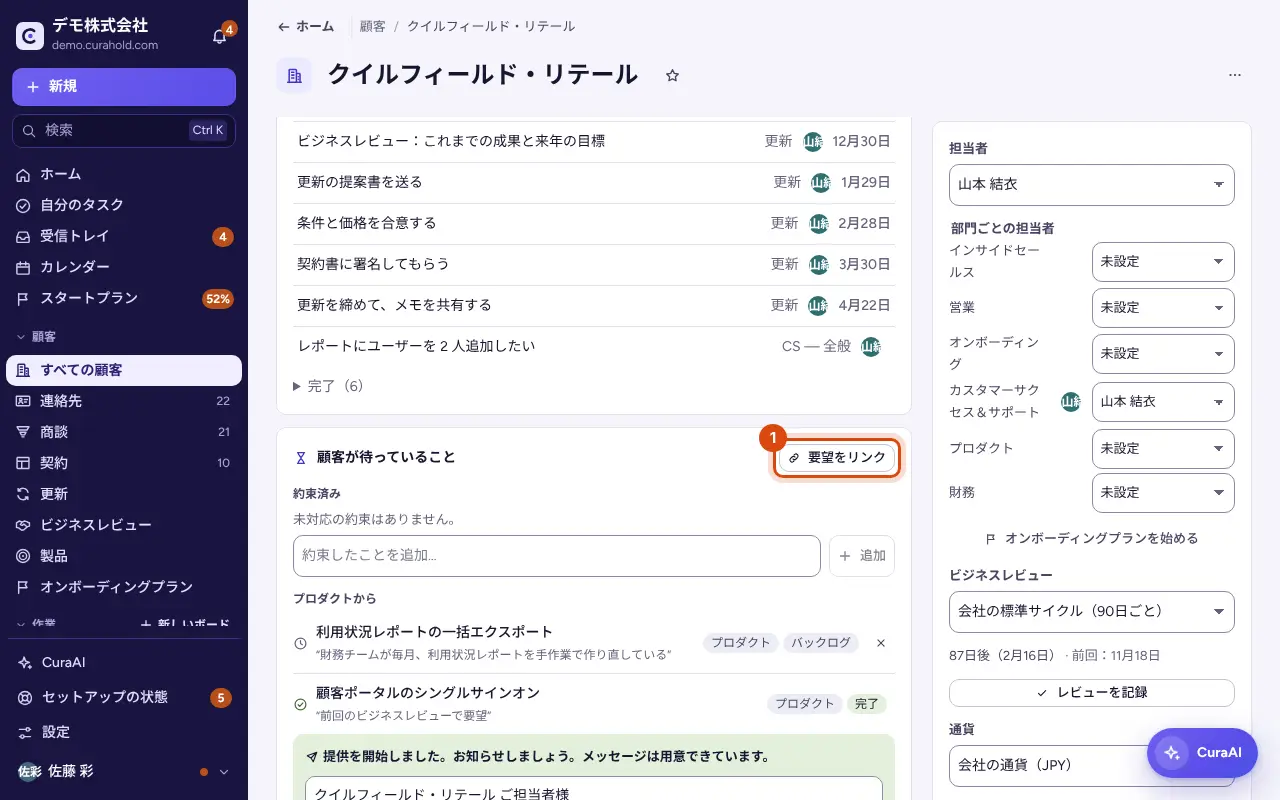 デモ株式会社
demo.curahold.com
4
新規
検索
Ctrl K
ホーム
自分のタスク
受信トレイ
4
カレンダー
スタートプラン
52%
顧客
すべての顧客
連絡先
22
商談
21
契約
10
更新
ビジネスレビュー
製品
オンボーディングプラン
作業
新しいボード
CuraAI
セットアップの状態
5
設定
佐彩 佐藤 彩
← ホーム
顧客 / クイルフィールド・リテール
クイルフィールド・リテール
ビジネスレビュー：これまでの成果と来年の目標
更新
12月30日
更新の提案書を送る
更新
1月29日
条件と価格を合意する
更新
2月28日
契約書に署名してもらう
更新
3月30日
更新を締めて、メモを共有する
更新
4月22日
レポートにユーザーを 2 人追加したい
CS — 全般
完了（6）
顧客が待っていること
1
要望をリンク
約束済み
未対応の約束はありません。
約束したことを追加...
追加
プロダクトから
利用状況レポートの一括エクスポート
“財務チームが毎月、利用状況レポートを手作業で作り直している”
プロダクト
バックログ
顧客ポータルのシングルサインオン
“前回のビジネスレビューで要望”
プロダクト
完了
提供を開始しました。お知らせしましょう。メッセージは用意できています。
クイルフィールド・リテール ご担当者様
担当者
山本 結衣
部門ごとの担当者
インサイドセー
ルス
未設定
営業
未設定
オンボーディン
グ
未設定
カスタマーサク
セス＆サポート
山本 結衣
プロダクト
未設定
財務
未設定
オンボーディングプランを始める
ビジネスレビュー
会社の標準サイクル（90日ごと）
87日後（2月16日） · 前回：11月18日
レビューを記録
通貨
会社の通貨（JPY）
CuraAI